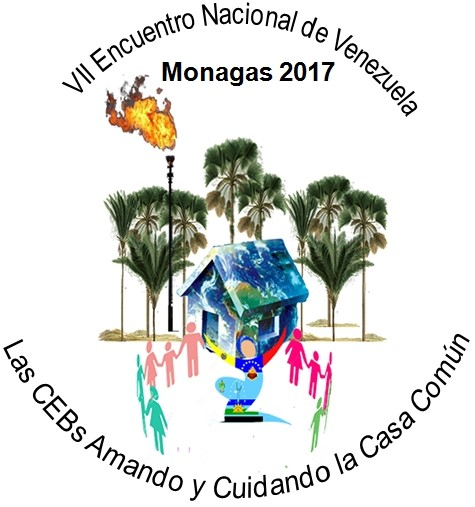 VII Encuentro Nacional de Venezuela
Monagas 2017
Las CEBs Amando y Cuidando la Casa Común